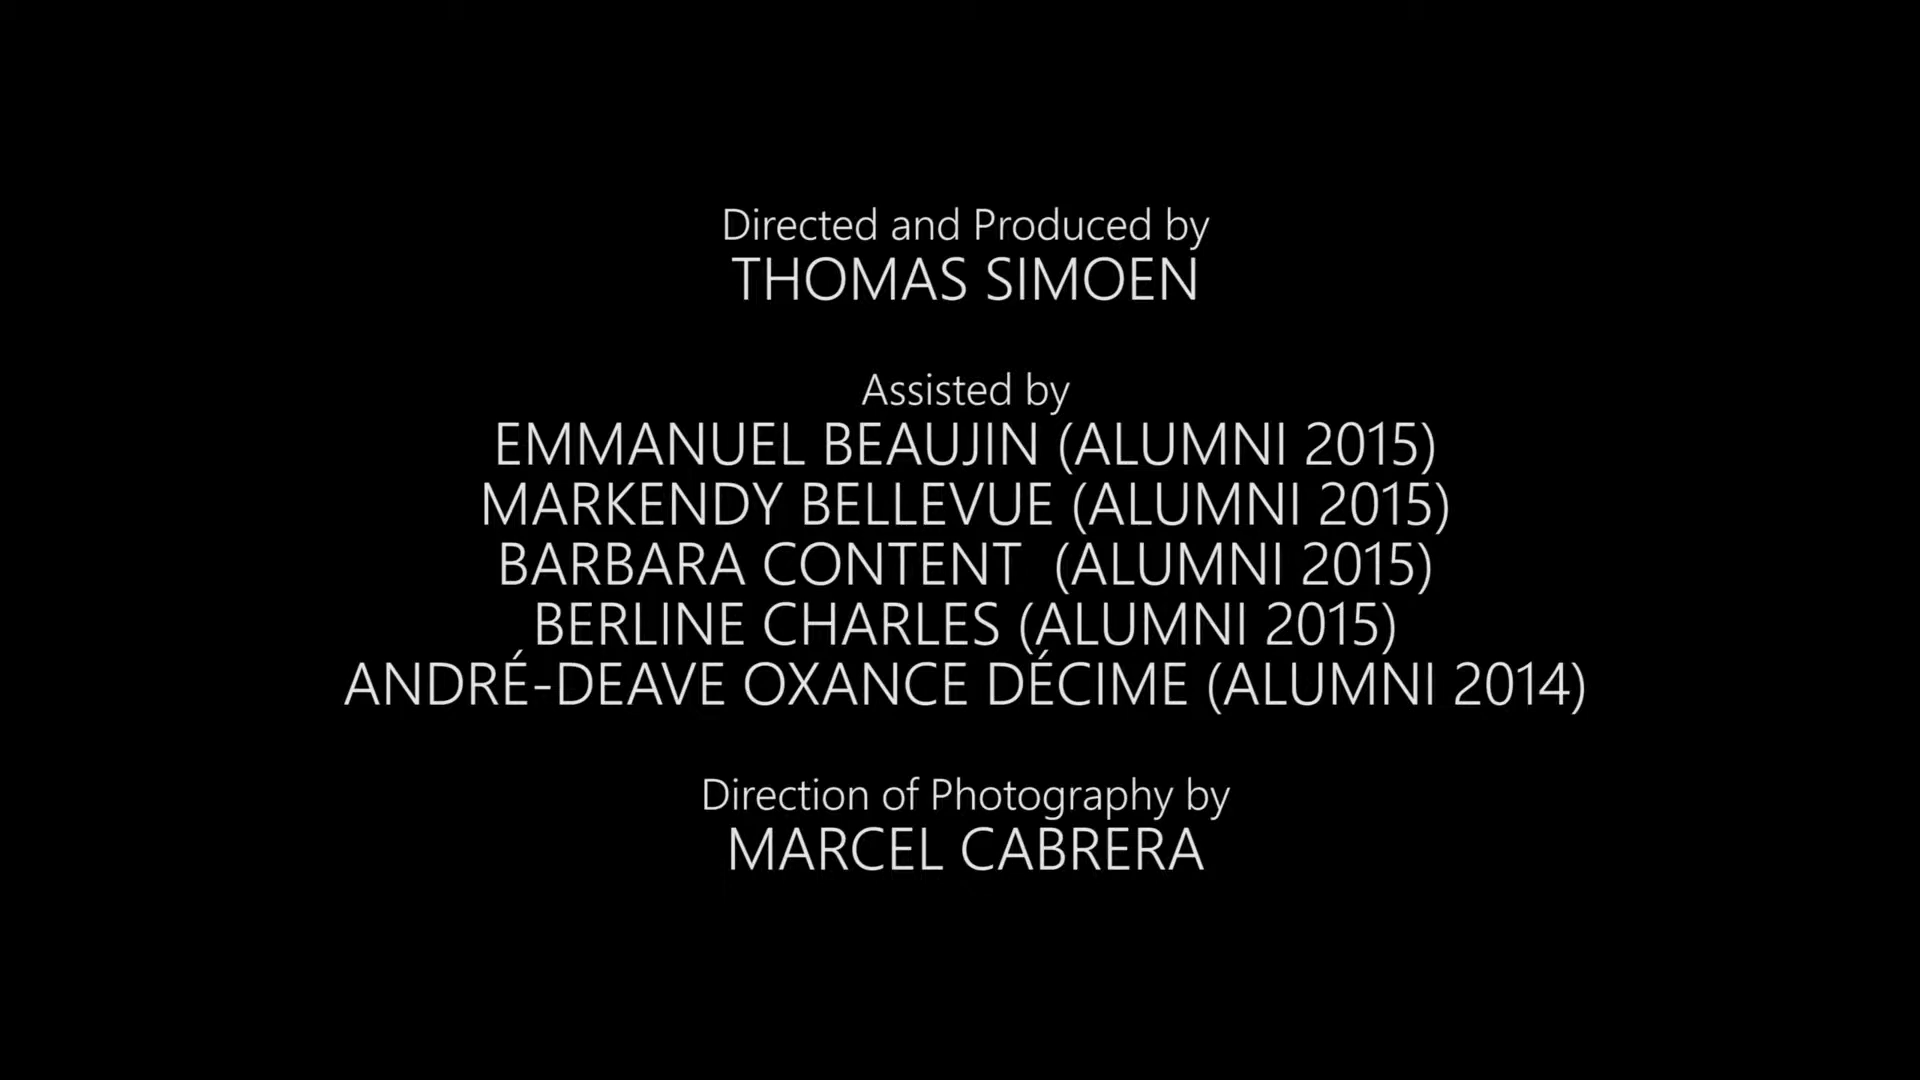 Directed and Produced by
THOMAS SIMOEN
Assisted by
EMMANUEL BEAUJIN (ALUMNI 2015)
MARKENDY BELLEVUE (ALUMNI 2015)
BARBARA CONTENT  (ALUMNI 2015)
BERLINE CHARLES (ALUMNI 2015)
ANDRÉ-DEAVE OXANCE DÉCIME (ALUMNI 2014)
Direction of Photography by
MARCEL CABRERA